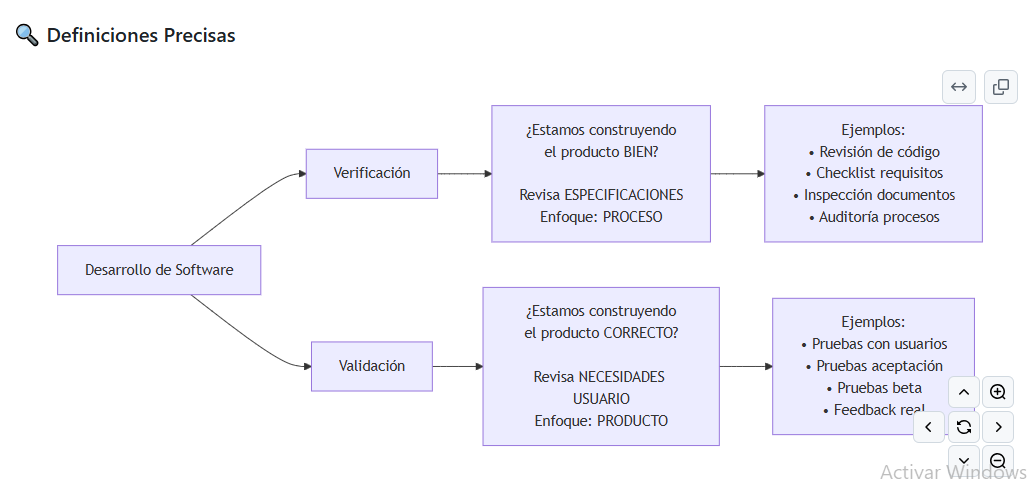 🔍 Definiciones Precisas
Desarrollo de Software
Verificación
¿Estamos construyendo
el producto BIEN?
Revisa ESPECIFICACIONES
Enfoque: PROCESO
Ejemplos:
• Revisión de código
• Checklist requisitos
• Inspección documentos
• Auditoría procesos
Validación
¿Estamos construyendo
el producto CORRECTO?
Revisa NECESIDADES
USUARIO
Enfoque: PRODUCTO
Ejemplos:
• Pruebas con usuarios
• Pruebas aceptación
• Pruebas beta
• Feedback real
Activar Windows